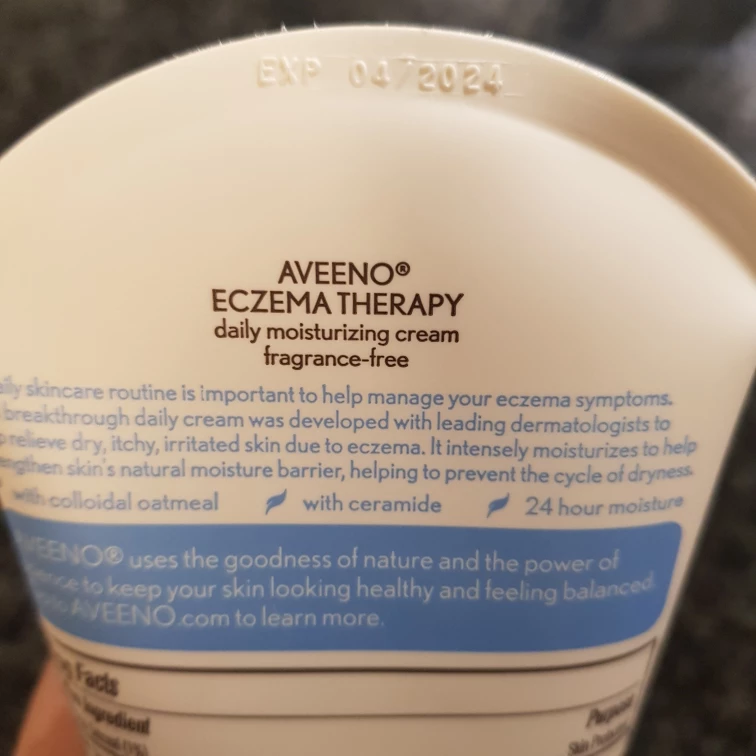 EXP 04/2024
AVEENO®
ECZEMA THERAPY
daily moisturizing cream
fragrance-free
skincare routine is important to help manage your eczema symptoms.
breakthrough daily cream was developed with leading dermatologists to
relieve dry, itchy, irritated skin due to eczema. It intensely moisturizes to help
skin's natural moisture barrier, helping to prevent the cycle of dryness.
with colloidal oatmeal with ceramide 24 hour moisture
AVEENO® uses the goodness of nature and the power of
to keep your skin looking healthy and feeling balanced.
AVEENO.com to learn more.
Facts
Ingredient Purpose
Skin